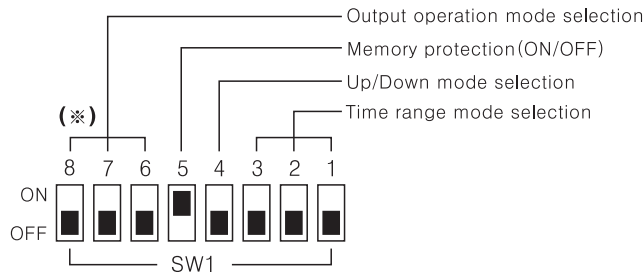 Output operation mode selection
Memory protection(ON/OFF)
Up/Down mode selection
Time range mode selection
(※)
8 7 6 5 4 3 2 1
ON
OFF
SW1